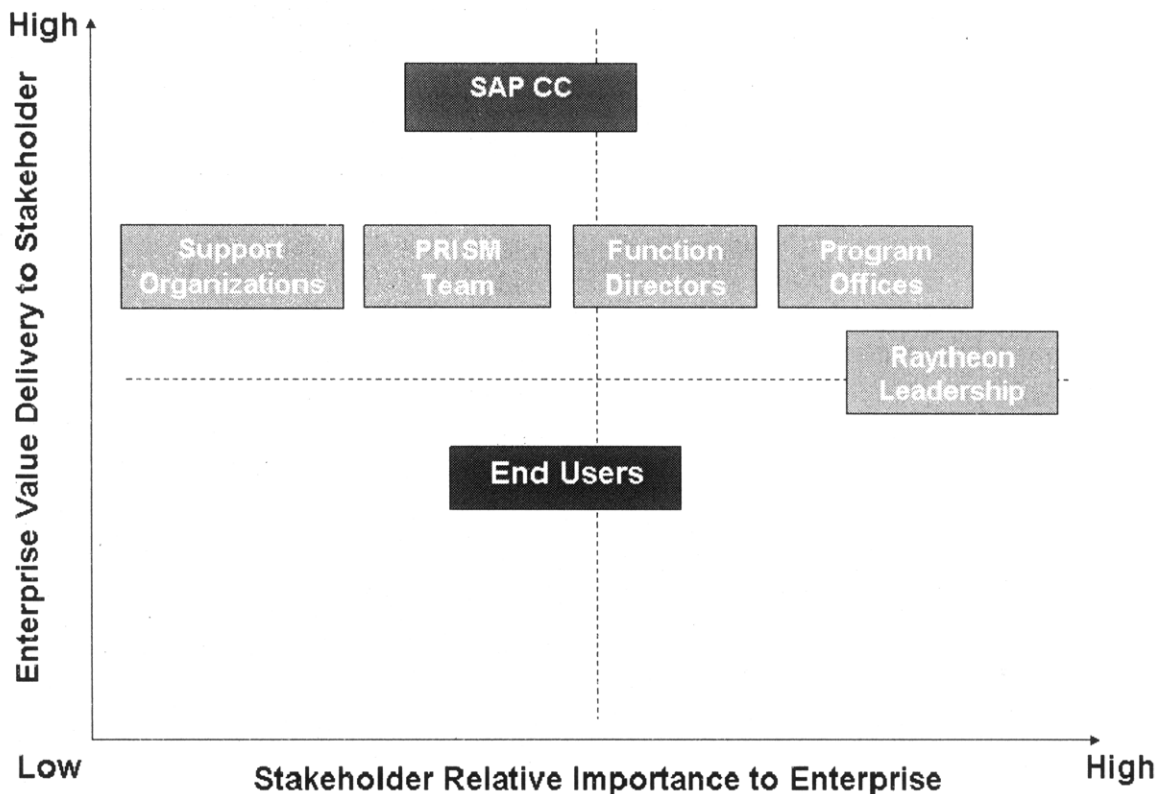 High
Enterprise Value Delivery to Stakeholder
SAP CC
Support
Organizations
PRISM
Team
Function
Directors
Program
Offices
Raytheon
Leadership
End Users
Low
Stakeholder Relative Importance to Enterprise
High